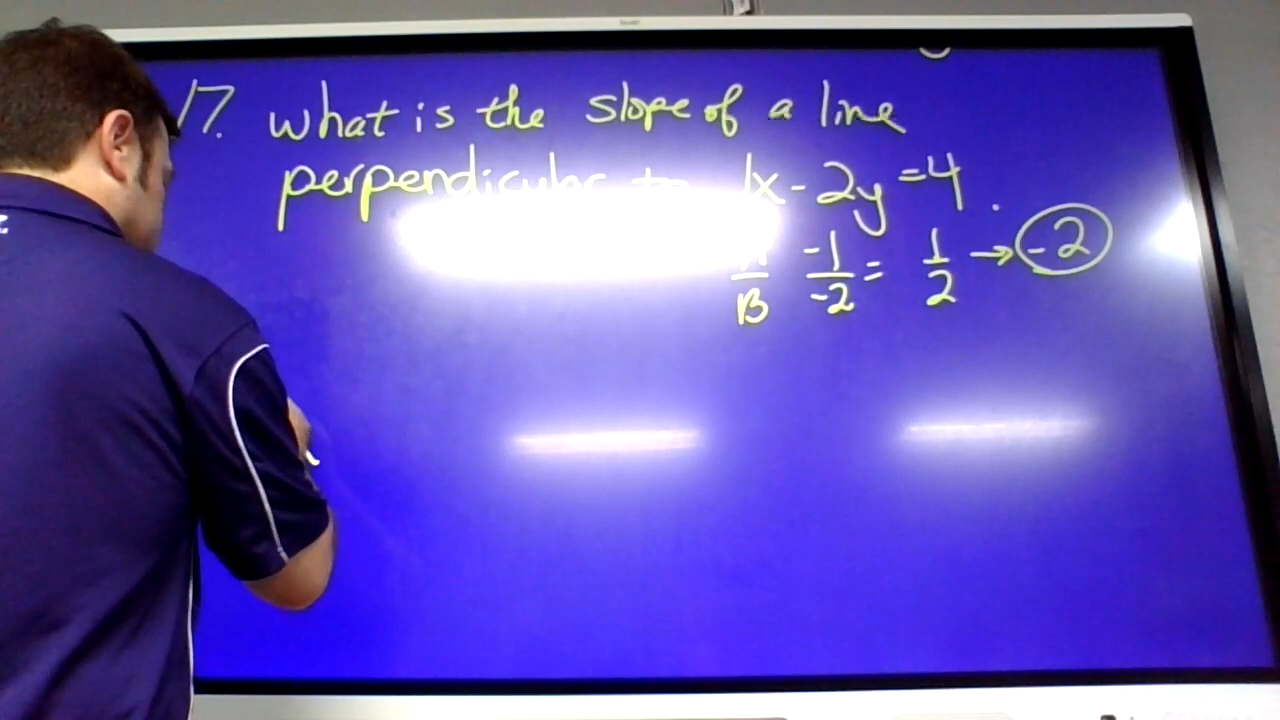 17. What is the slope of a line
perpendicular to 1x - 2y = 4.
-1/-2 = 1/2 → -2
B